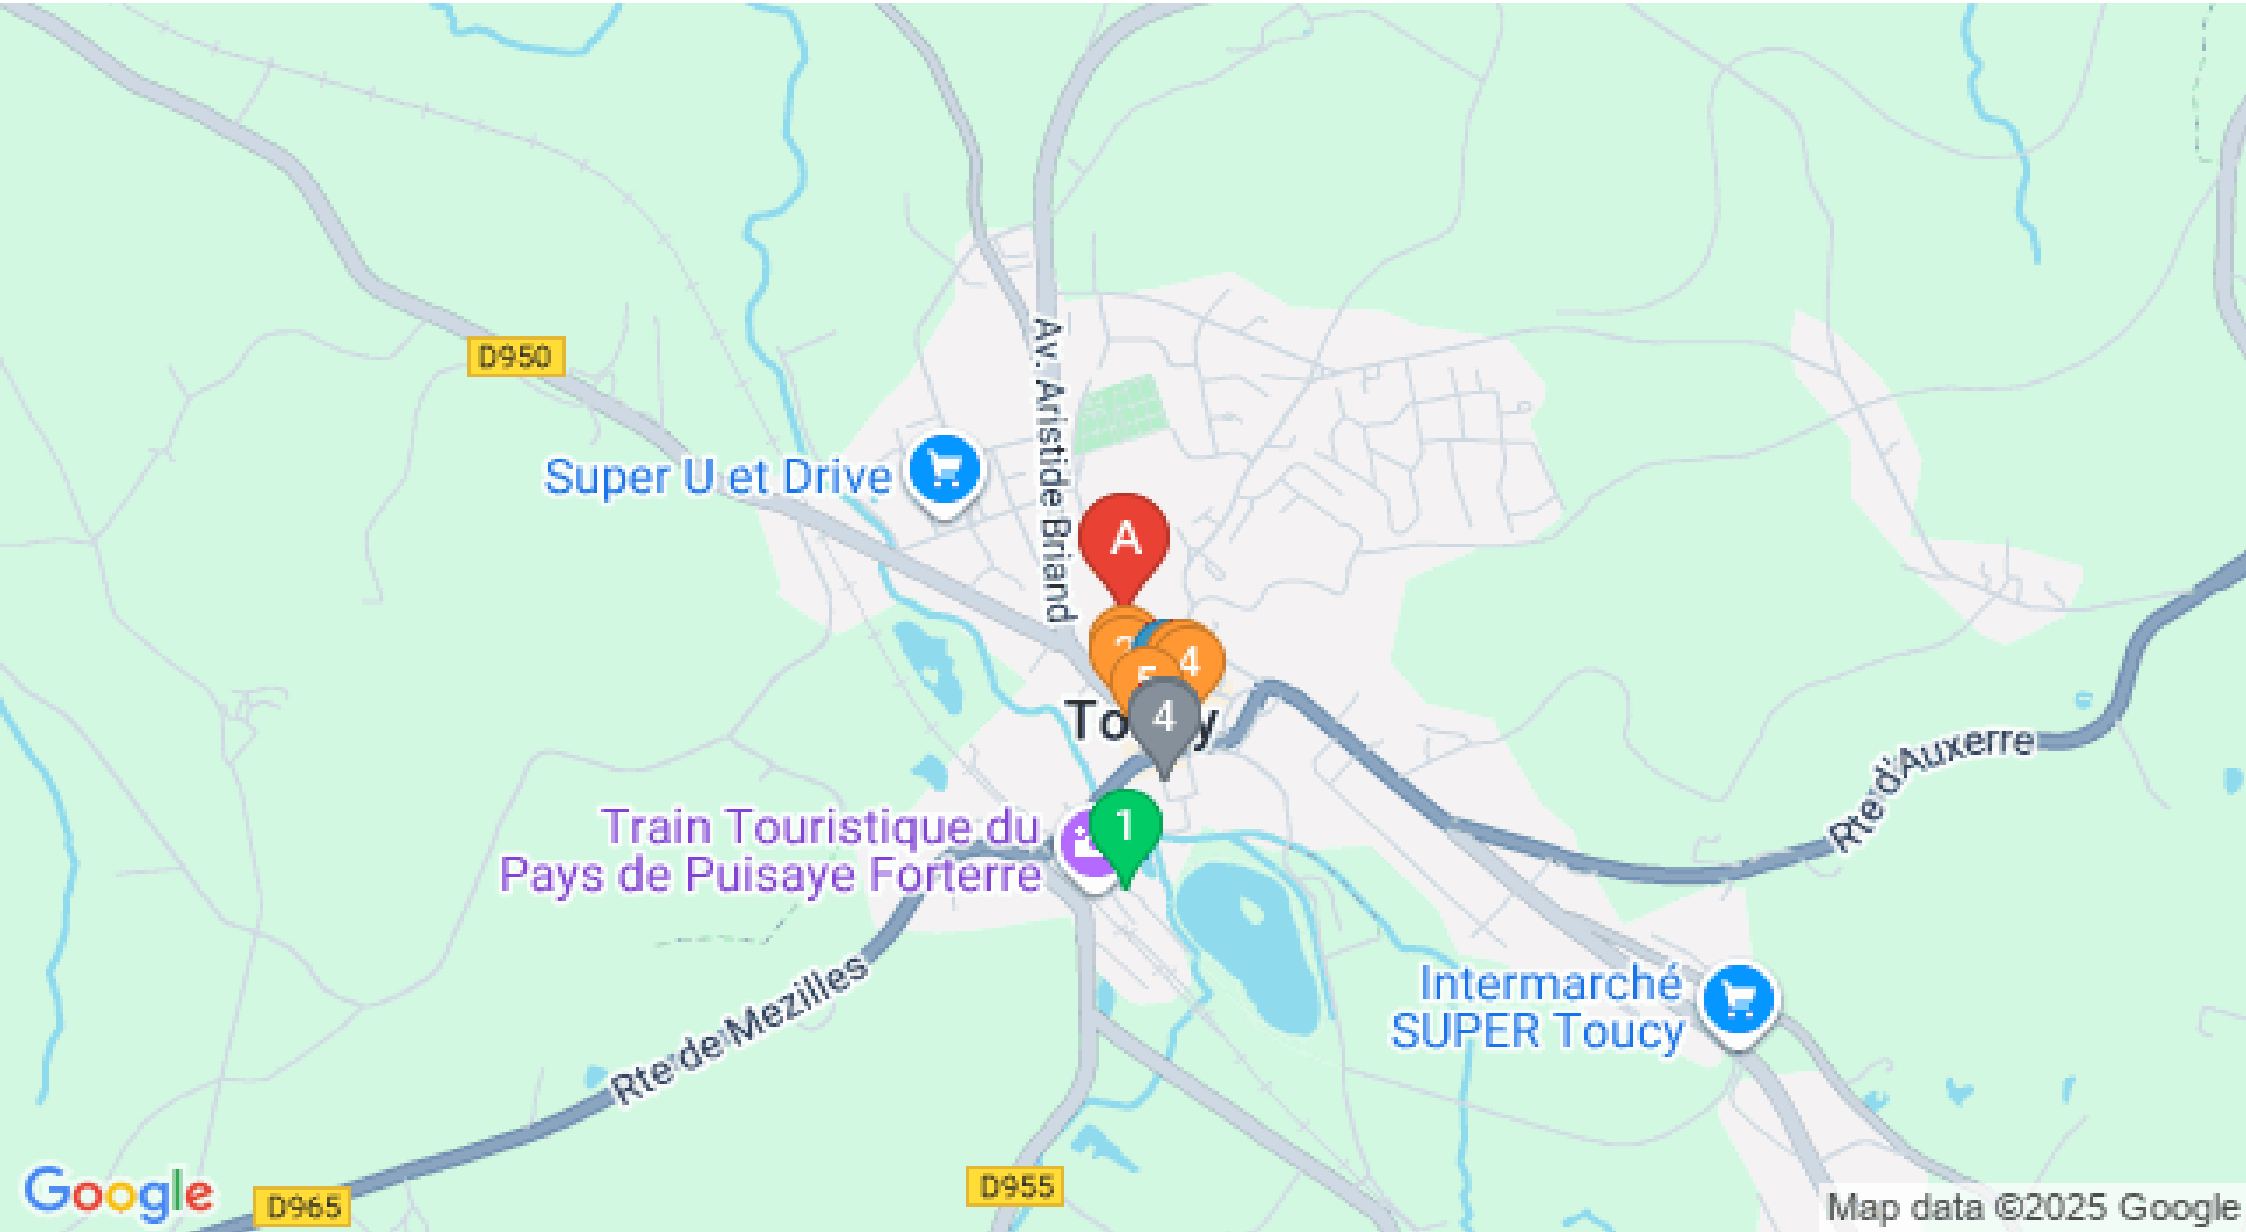 D950
Av. Aristide Briand
Super U et Drive
A
4
5
4
Rte d'Auxerre
Train Touristique du
Pays de Puisaye Forterre
1
Intermarché
SUPER Toucy
Rte de Mezilles
D955
D965
Google
Map data ©2025 Google